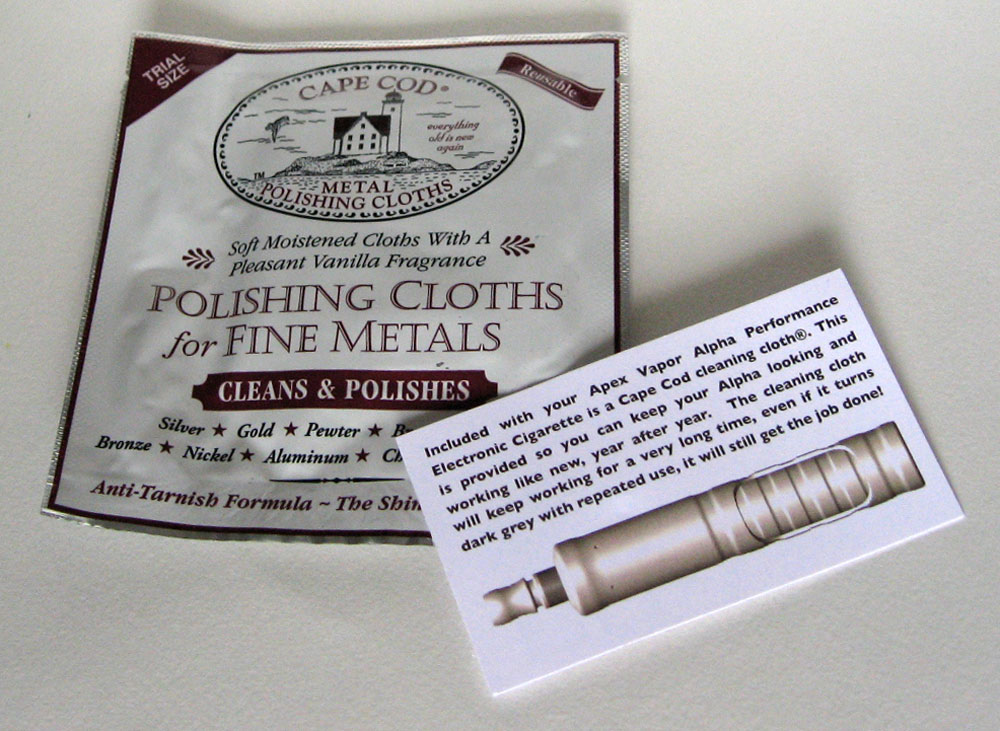 TRIAL
SIZE
Reusable
CAPE COD®
everything
old is new
again
™
METAL
POLISHING CLOTHS
Soft Moistened Cloths With A
Pleasant Vanilla Fragrance
POLISHING CLOTHS
for FINE METALS
CLEANS & POLISHES
Silver ★ Gold ★ Pewter ★
Bronze ★ Nickel ★ Aluminum ★
Anti-Tarnish Formula ~ The
Included with your Apex Vapor Alpha Performance
Electronic Cigarette is a Cape Cod cleaning cloth®. This
is provided so you can keep your Alpha looking and
working like new, year after year. The cleaning cloth
will keep working for a very long time, even if it turns
dark grey with repeated use, it will still get the job done!